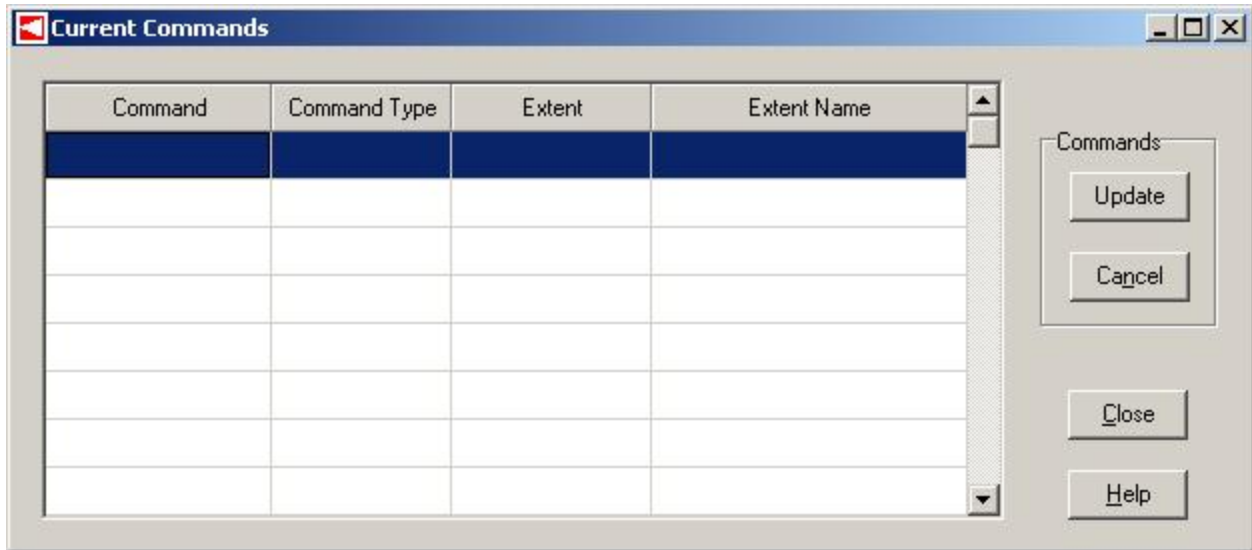 Current Commands
Command Command Type Extent Extent Name
Commands
Update
Cancel
Close
Help